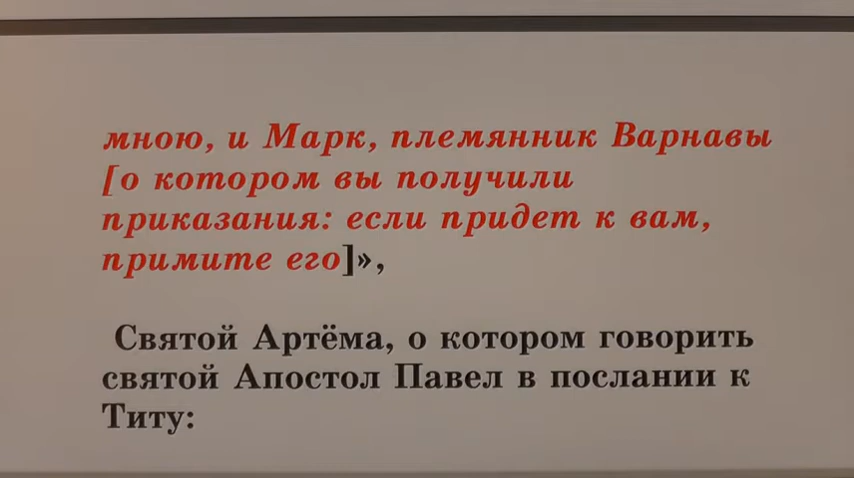 мною, и Марк, племянник Варнавы
[о котором вы получили
приказания: если придет к вам,
примите его]»,
Святой Артёма, о котором говорить
святой Апостол Павел в послании к
Титу: